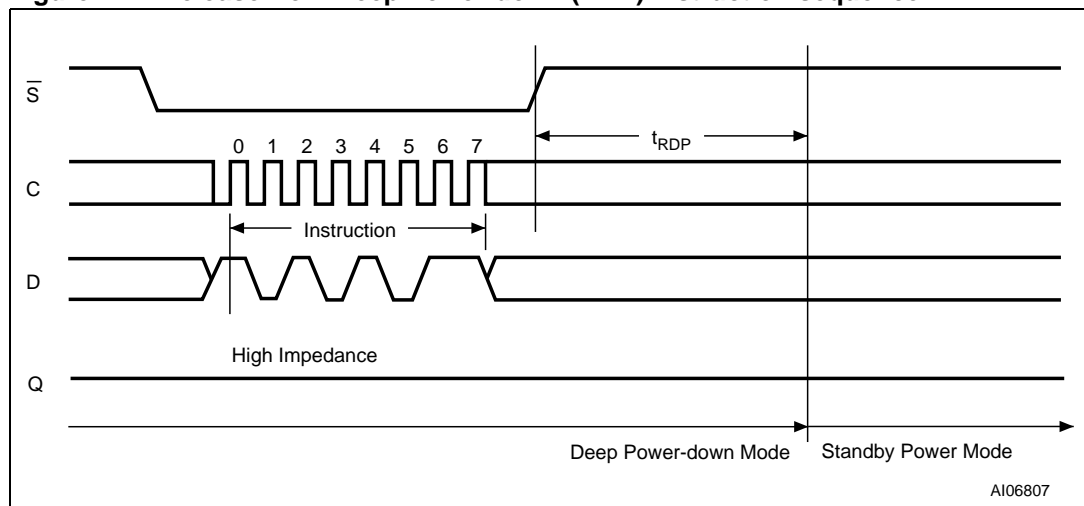 S
tRDP
0 1 2 3 4 5 6 7
C
Instruction
D
High Impedance
Q
Deep Power-down Mode Standby Power Mode
AI06807